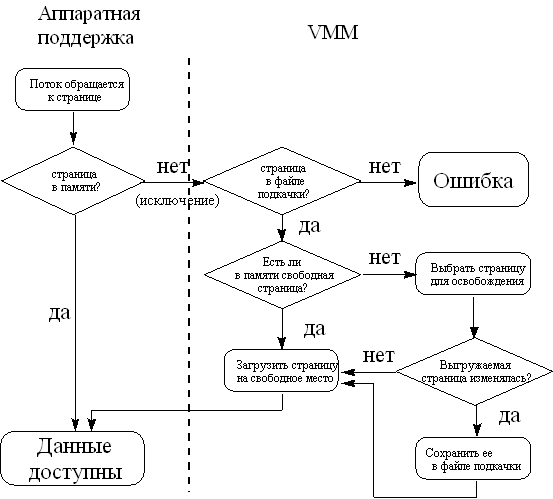 Аппаратная
поддержка
VMM
Поток обращается
к странице
страница
в памяти?
нет
(исключение)
страница
в файле
подкачки?
нет
Ошибка
да
Есть ли
в памяти свободная
страница?
нет
Выбрать страницу
для освобождения
да
да
Загрузить страницу
на свободное место
нет
Выгружаемая
страница изменялась?
да
Данные
доступны
Сохранить ее
в файле подкачки